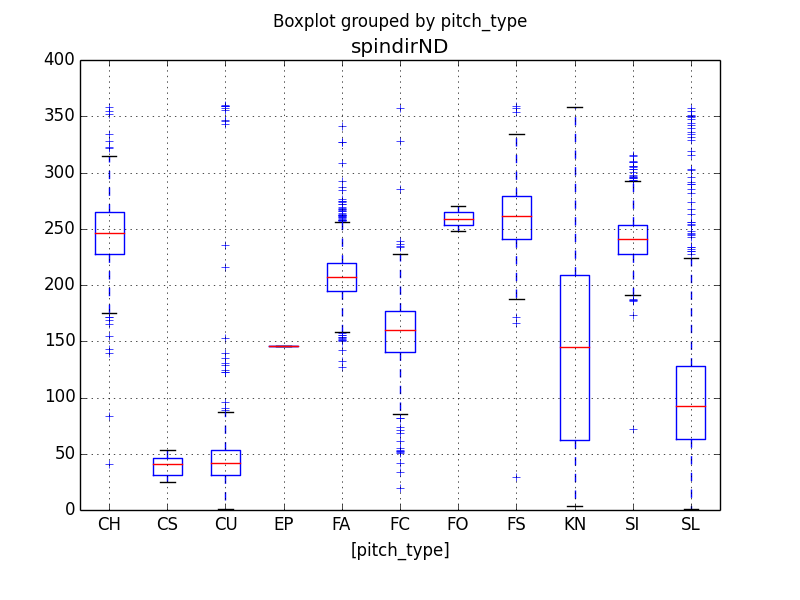 Boxplot grouped by pitch_type
spindirND
400
350
300
250
200
150
100
50
0
CH CS CU EP FA FC FO FS KN SI SL
[pitch_type]